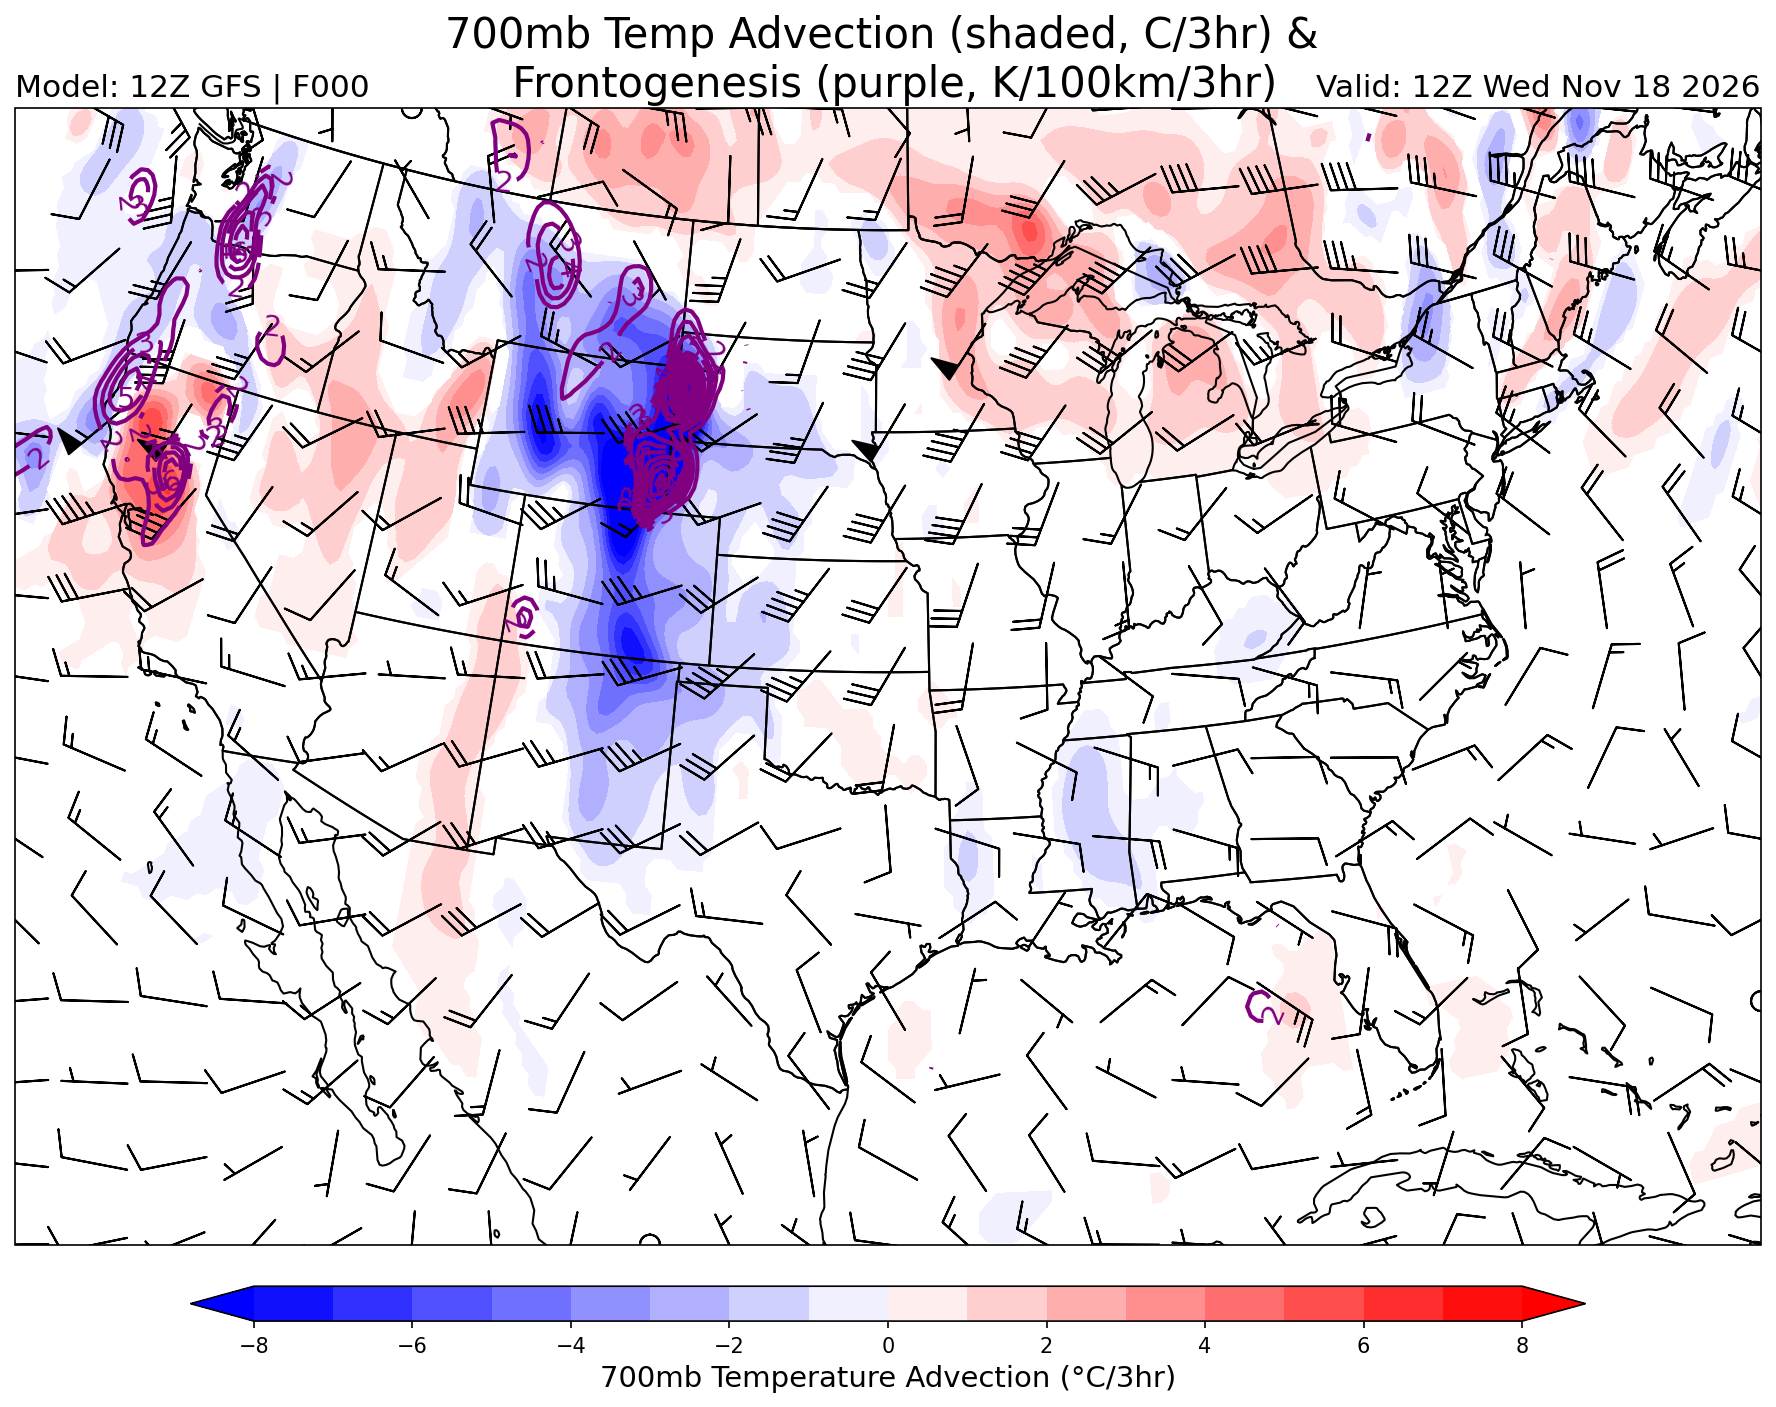 700mb Temp Advection (shaded, C/3hr) &
Frontogenesis (purple, K/100km/3hr)
Model: 12Z GFS | F000
Valid: 12Z Wed Nov 18 2026
−8 −6 −4 −2 0 2 4 6 8
700mb Temperature Advection (°C/3hr)